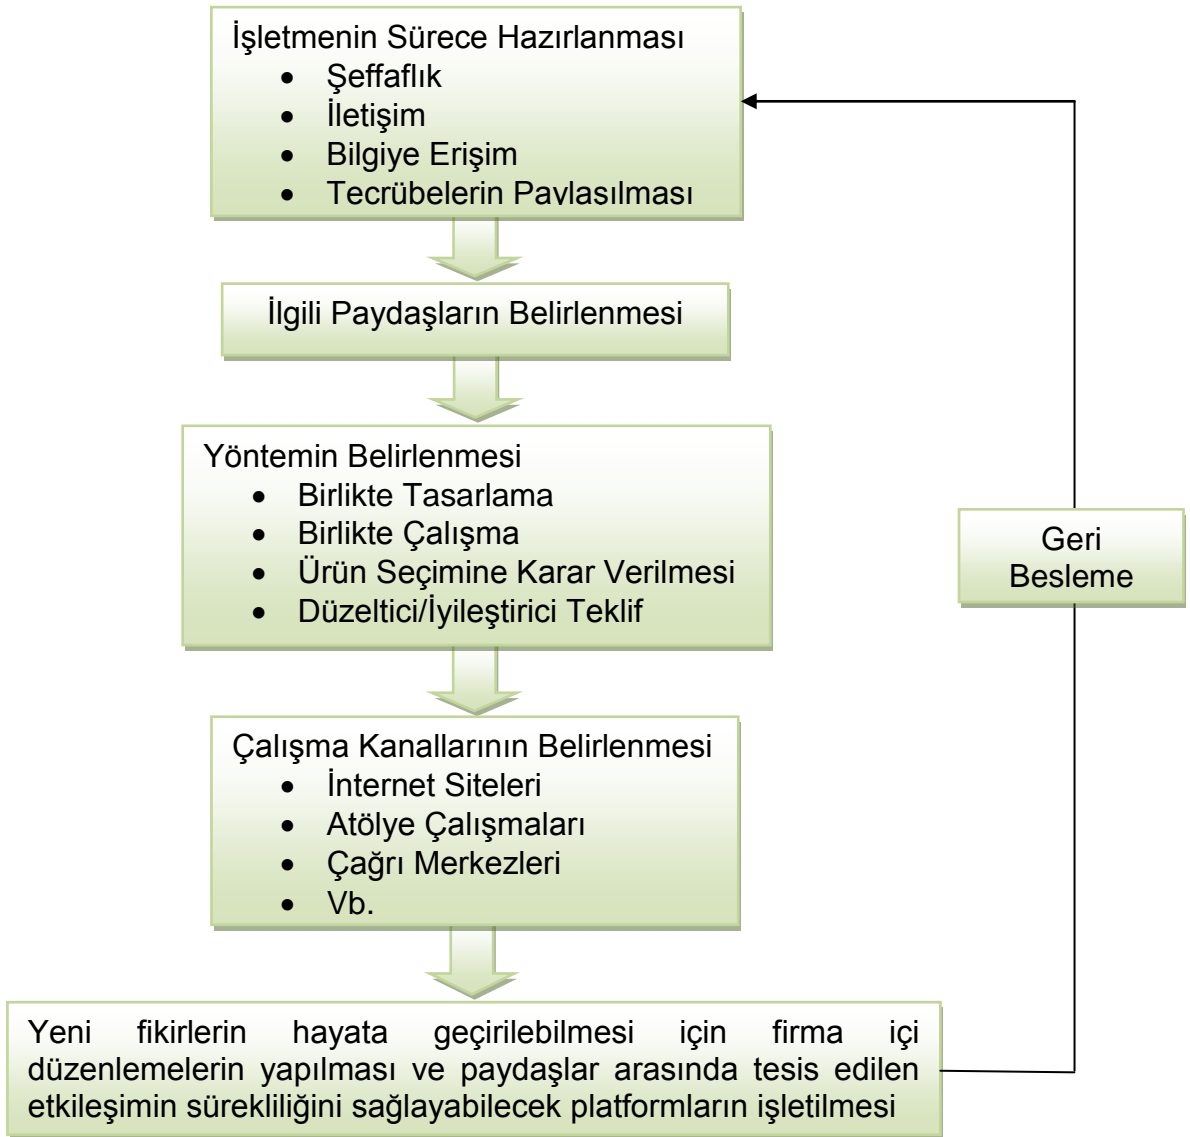 İşletmenin Sürece Hazırlanması
• Şeffaflık
• İletişim
• Bilgiye Erişim
• Tecrübelerin Pavlasılması
İlgili Paydaşların Belirlenmesi
Yöntemin Belirlenmesi
• Birlikte Tasarlama
• Birlikte Çalışma
• Ürün Seçimine Karar Verilmesi
• Düzeltici/İyileştirici Teklif
Geri
Besleme
Çalışma Kanallarının Belirlenmesi
• İnternet Siteleri
• Atölye Çalışmaları
• Çağrı Merkezleri
• Vb.
Yeni fikirlerin hayata geçirilebilmesi için firma içi
düzenlemelerin yapılması ve paydaşlar arasında tesis edilen
etkileşimin sürekliliğini sağlayabilecek platformların işletilmesi